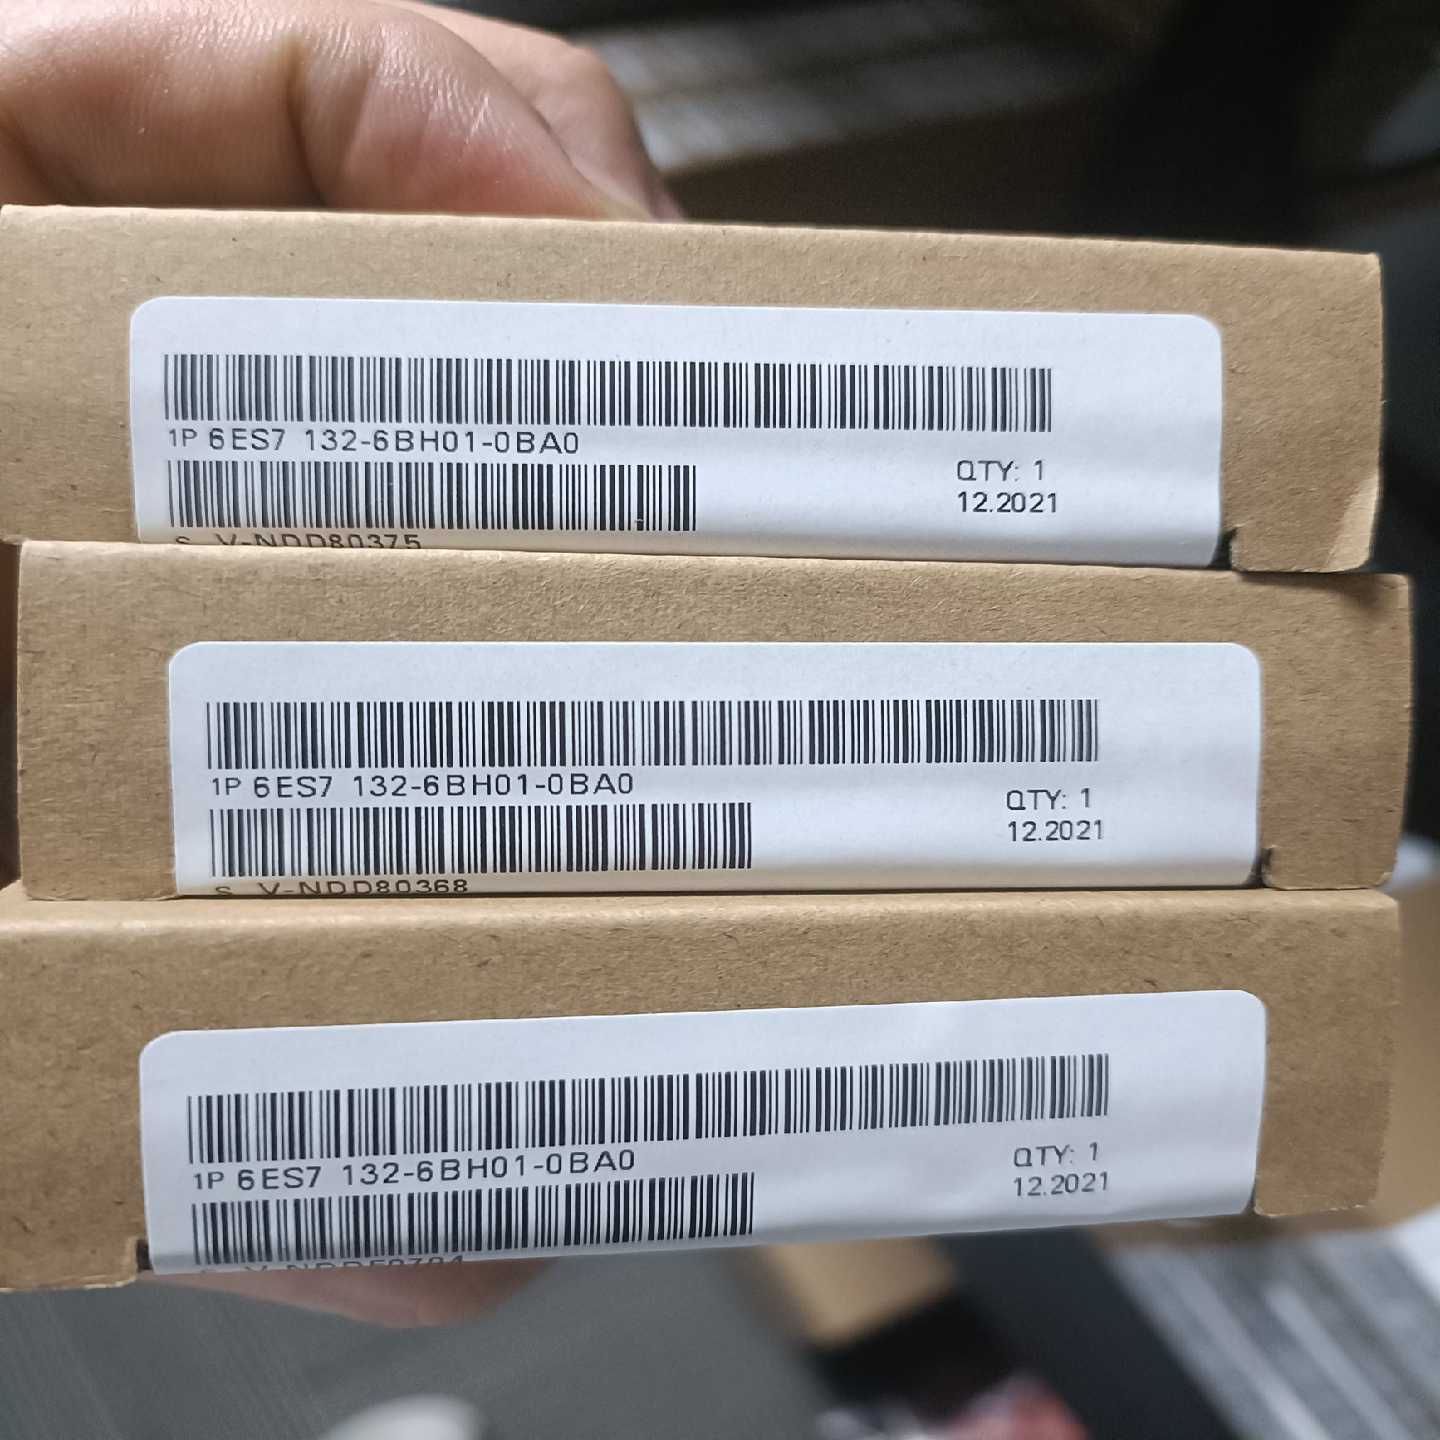 1P 6ES7 132-6BH01-0BA0
QTY: 1
12.2021
S V-NDD80375
1P 6ES7 132-6BH01-0BA0
QTY: 1
12.2021
S V-NDD80368
1P 6ES7 132-6BH01-0BA0
QTY: 1
12.2021